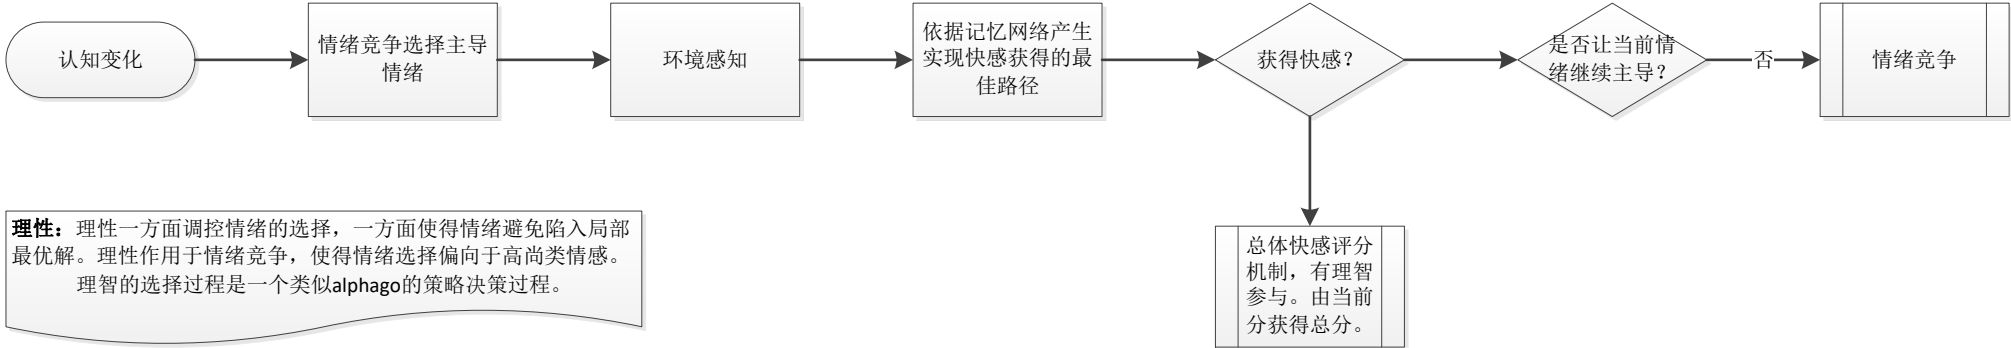 认知变化
情绪竞争选择主导
情绪
环境感知
依据记忆网络产生
实现快感获得的最
佳路径
获得快感？
是否让当前情
绪继续主导？
否
情绪竞争
理性：理性一方面调控情绪的选择，一方面使得情绪避免陷入局部
最优解。理性作用于情绪竞争，使得情绪选择偏向于高尚类情感。
理智的选择过程是一个类似alphago的策略决策过程。
总体快感评分
机制，有理智
参与。由当前
分获得总分。